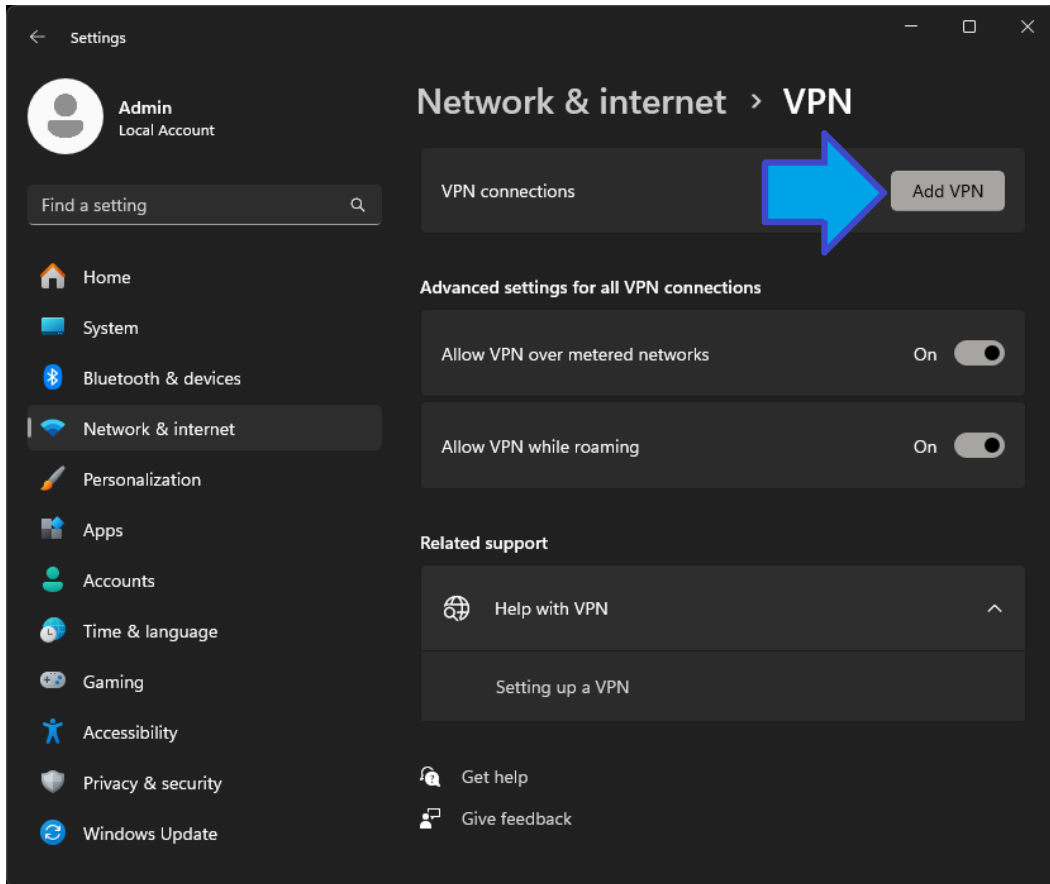 Settings
Admin
Local Account
Find a setting
Home
System
Bluetooth & devices
Network & internet
Personalization
Apps
Accounts
Time & language
Gaming
Accessibility
Privacy & security
Windows Update
Network & internet › VPN
VPN connections
Add VPN
Advanced settings for all VPN connections
Allow VPN over metered networks
On
Allow VPN while roaming
On
Related support
Help with VPN
Setting up a VPN
Get help
Give feedback